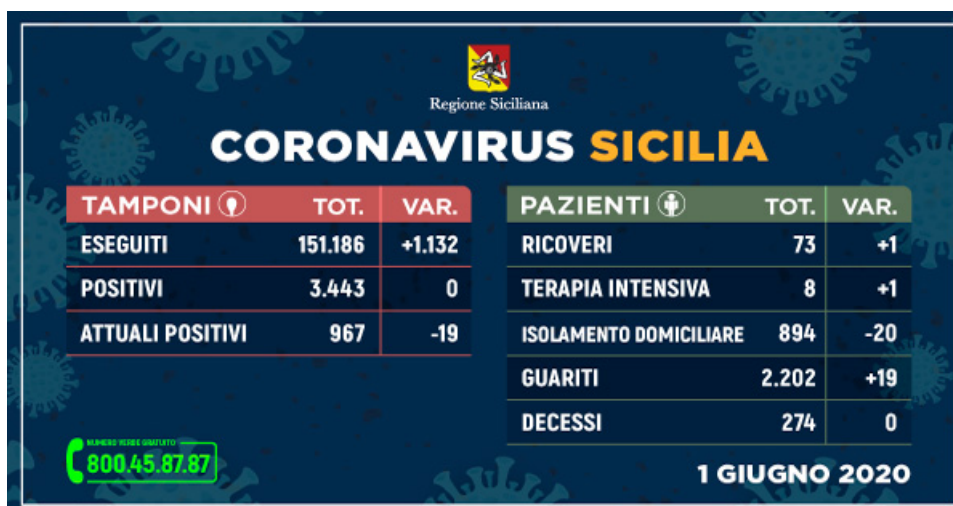 Regione Siciliana
CORONAVIRUS SICILIA
TAMPONI TOT. VAR.
ESEGUITI 151.186 +1.132
POSITIVI 3.443 0
ATTUALI POSITIVI 967 -19
PAZIENTI TOT. VAR.
RICOVERI 73 +1
TERAPIA INTENSIVA 8 +1
ISOLAMENTO DOMICILIARE 894 -20
GUARITI 2.202 +19
DECESSI 274 0
NUMERO VERDE GRATUITO
800.45.87.87
1 GIUGNO 2020